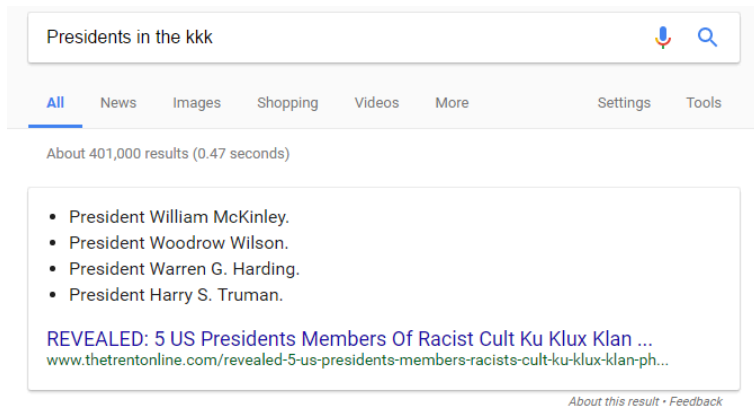 Presidents in the kkk
All News Images Shopping Videos More Settings Tools
About 401,000 results (0.47 seconds)
• President William McKinley.
• President Woodrow Wilson.
• President Warren G. Harding.
• President Harry S. Truman.
REVEALED: 5 US Presidents Members Of Racist Cult Ku Klux Klan ...
www.thetrentonline.com/revealed-5-us-presidents-members-racists-cult-ku-klux-klan-ph...
About this result • Feedback